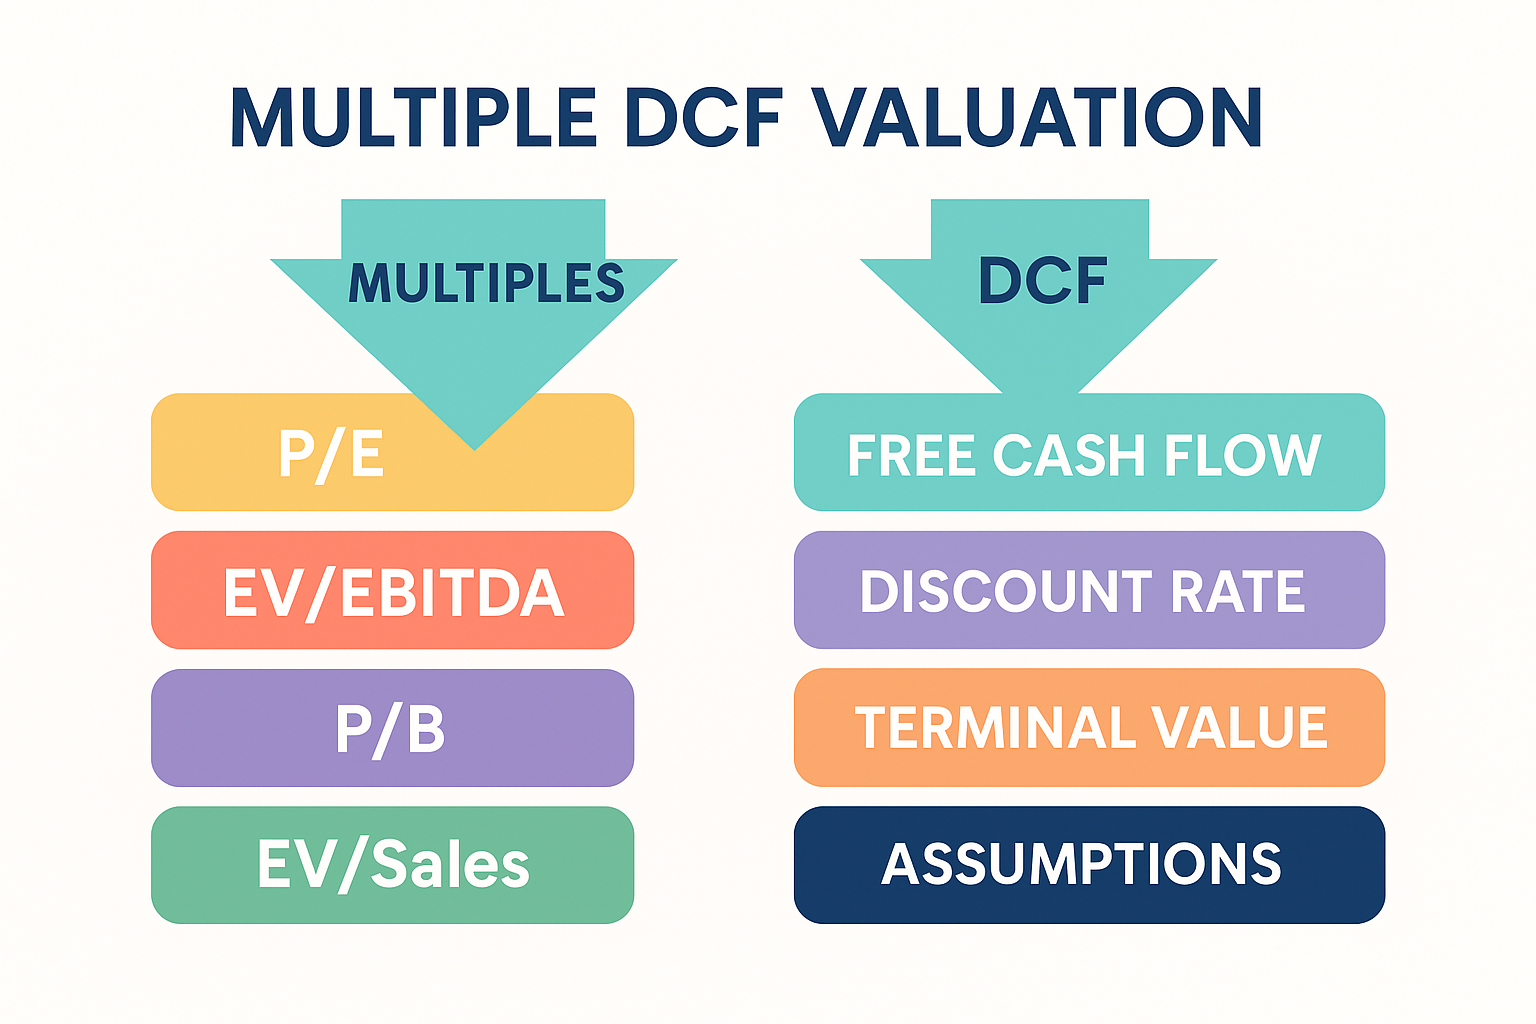 MULTIPLE DCF VALUATION
MULTIPLES
P/E
EV/EBITDA
P/B
EV/Sales
DCF
FREE CASH FLOW
DISCOUNT RATE
TERMINAL VALUE
ASSUMPTIONS